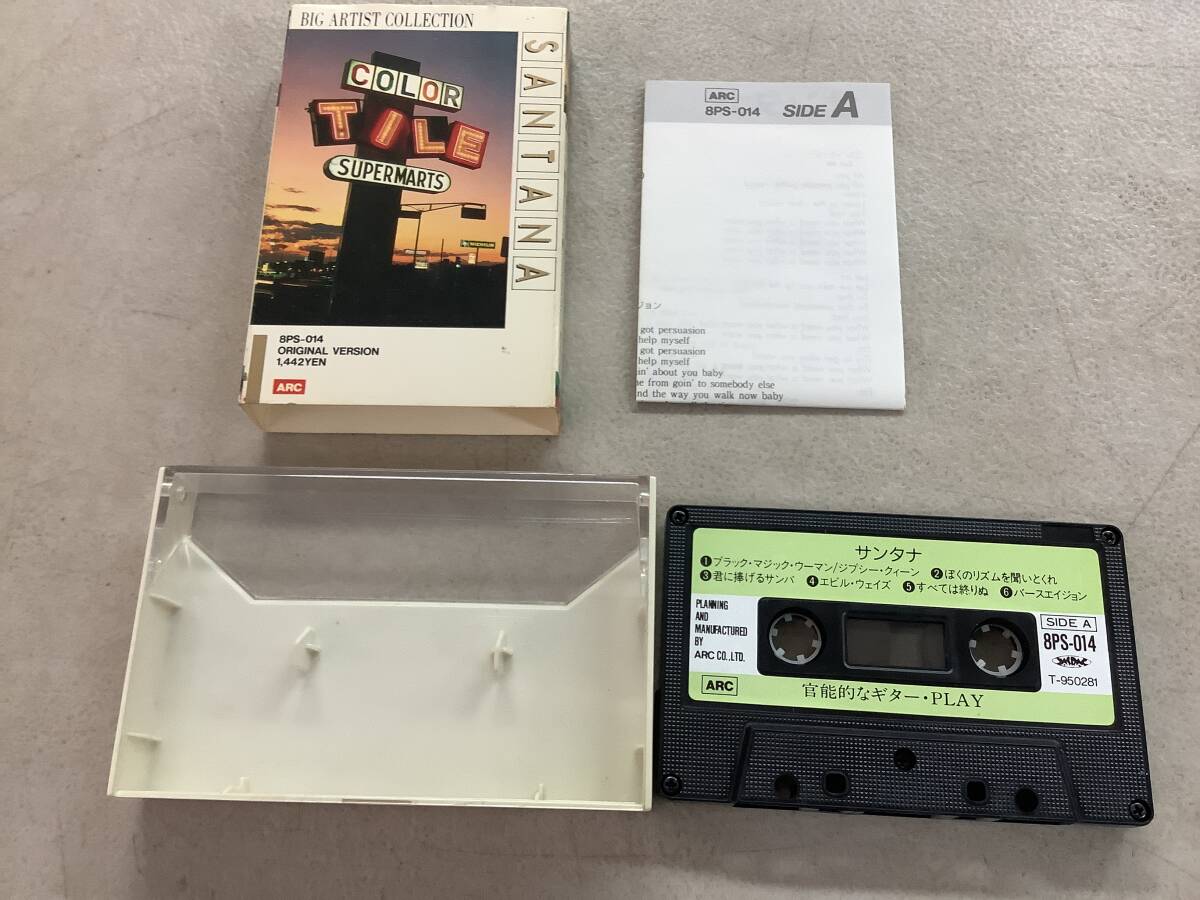 BIG ARTIST COLLECTION
SANTANA
COLOR
TILE
SUPERMARTS
MICHELIN
8PS-014
ORIGINAL VERSION
1,442YEN
ARC
ARC
8PS-014 SIDE A
ジョン
got persuasion
help myself
got persuasion
help myself
in' about you baby
me from goin' to somebody else
nd the way you walk now baby
サンタナ
❶ブラック・マジック・ウーマン/ジプシー・クィーン ❷ぼくのリズムを聞いとくれ
❸君に捧げるサンバ ❹エビル・ウェイズ ❺すべては終りぬ ❻パースエイジョン
PLANNING
AND
MANUFACTURED
BY
ARC CO.,LTD.
SIDE A
8PS-014
T-950281
ARC
官能的なギター・PLAY